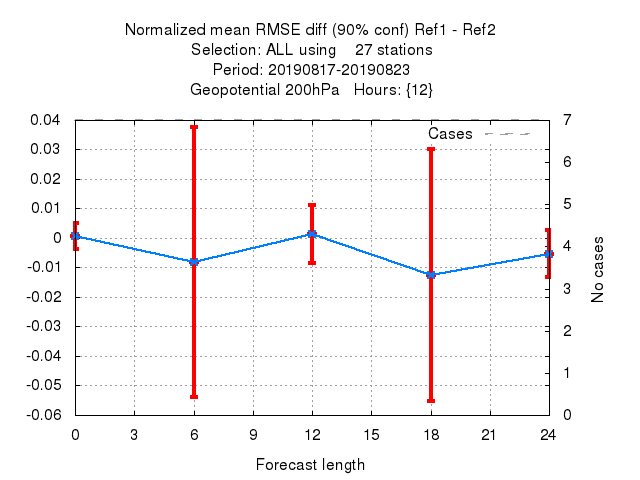 Normalized mean RMSE diff (90% conf) Ref1 - Ref2
Selection: ALL using    27 stations
Period: 20190817-20190823
Geopotential 200hPa   Hours: {12}
Cases
0.04
0.03
0.02
0.01
0
-0.01
-0.02
-0.03
-0.04
-0.05
-0.06
7
6
5
4
3
2
1
0
No cases
0 3 6 9 12 15 18 21 24
Forecast length